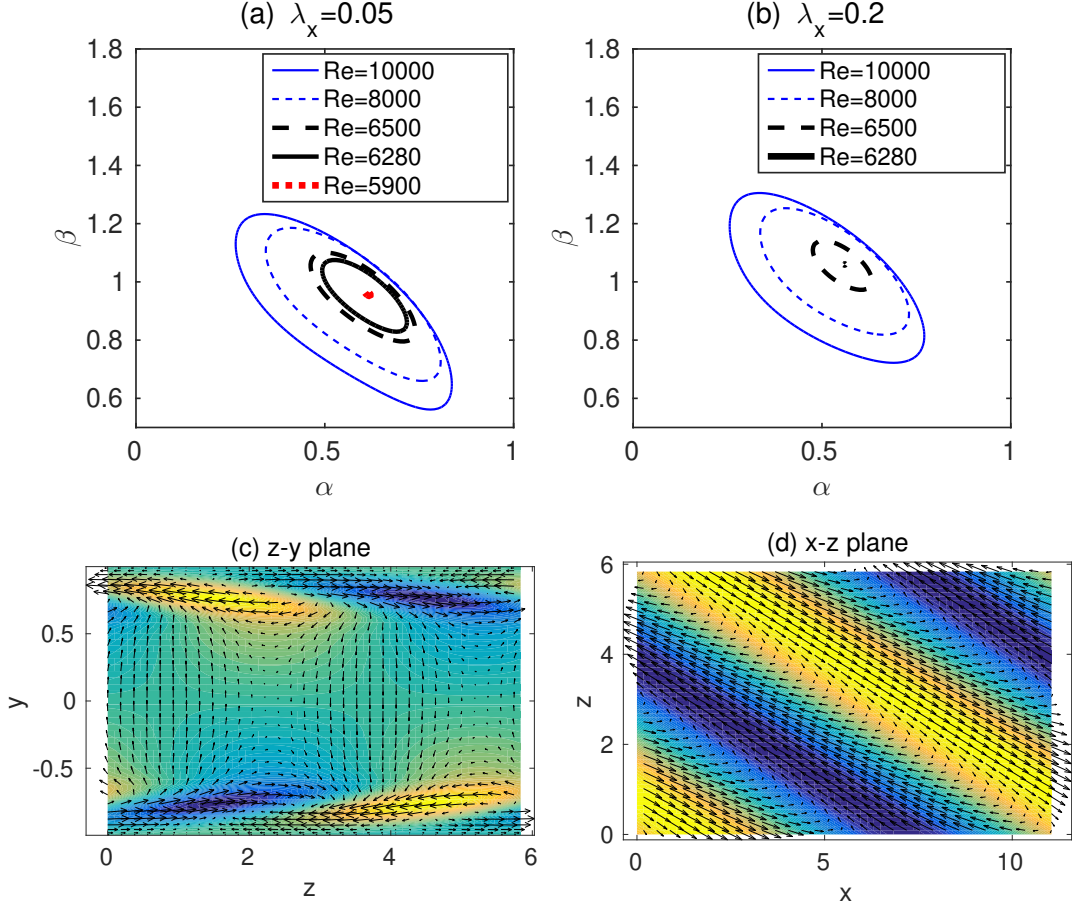 (a) λ_x=0.05
1.8
1.6
1.4
1.2
1
0.8
0.6
β
0
0.5
1
α
Re=10000
Re=8000
Re=6500
Re=6280
Re=5900
(b) λ_x=0.2
1.8
1.6
1.4
1.2
1
0.8
0.6
β
0
0.5
1
α
Re=10000
Re=8000
Re=6500
Re=6280
(c) z-y plane
0.5
0
-0.5
y
0
2
4
6
z
(d) x-z plane
6
4
2
0
z
0
5
10
x